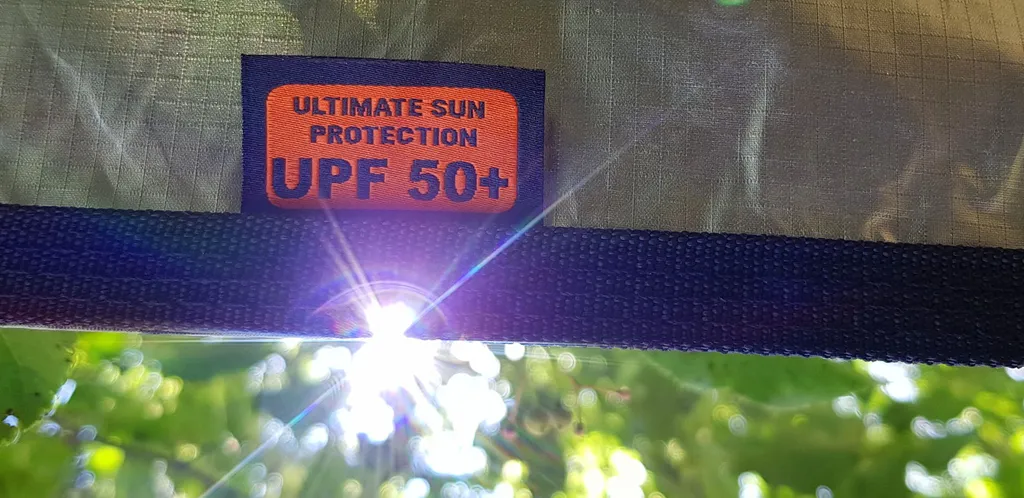 ULTIMATE SUN
PROTECTION
UPF 50+